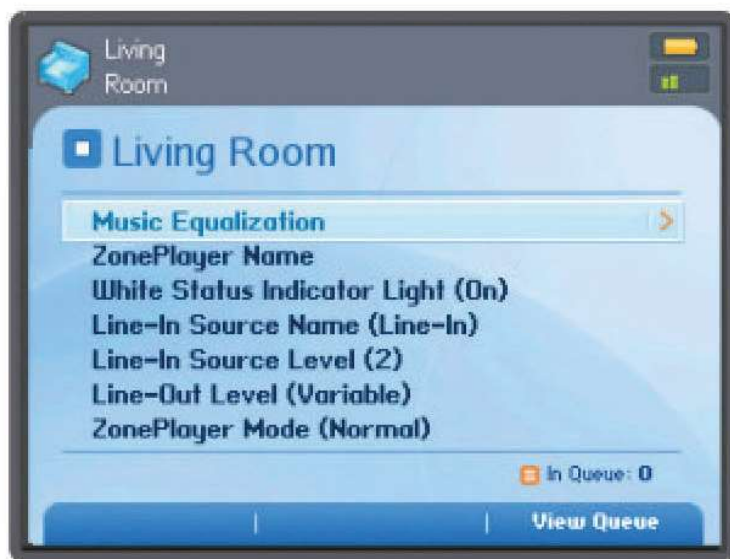 Living
Room
Living Room
Music Equalization
ZonePlayer Name
White Status Indicator Light (On)
Line-In Source Name (Line-In)
Line-In Source Level (2)
Line-Out Level (Variable)
ZonePlayer Mode (Normal)
In Queue: 0
View Queue